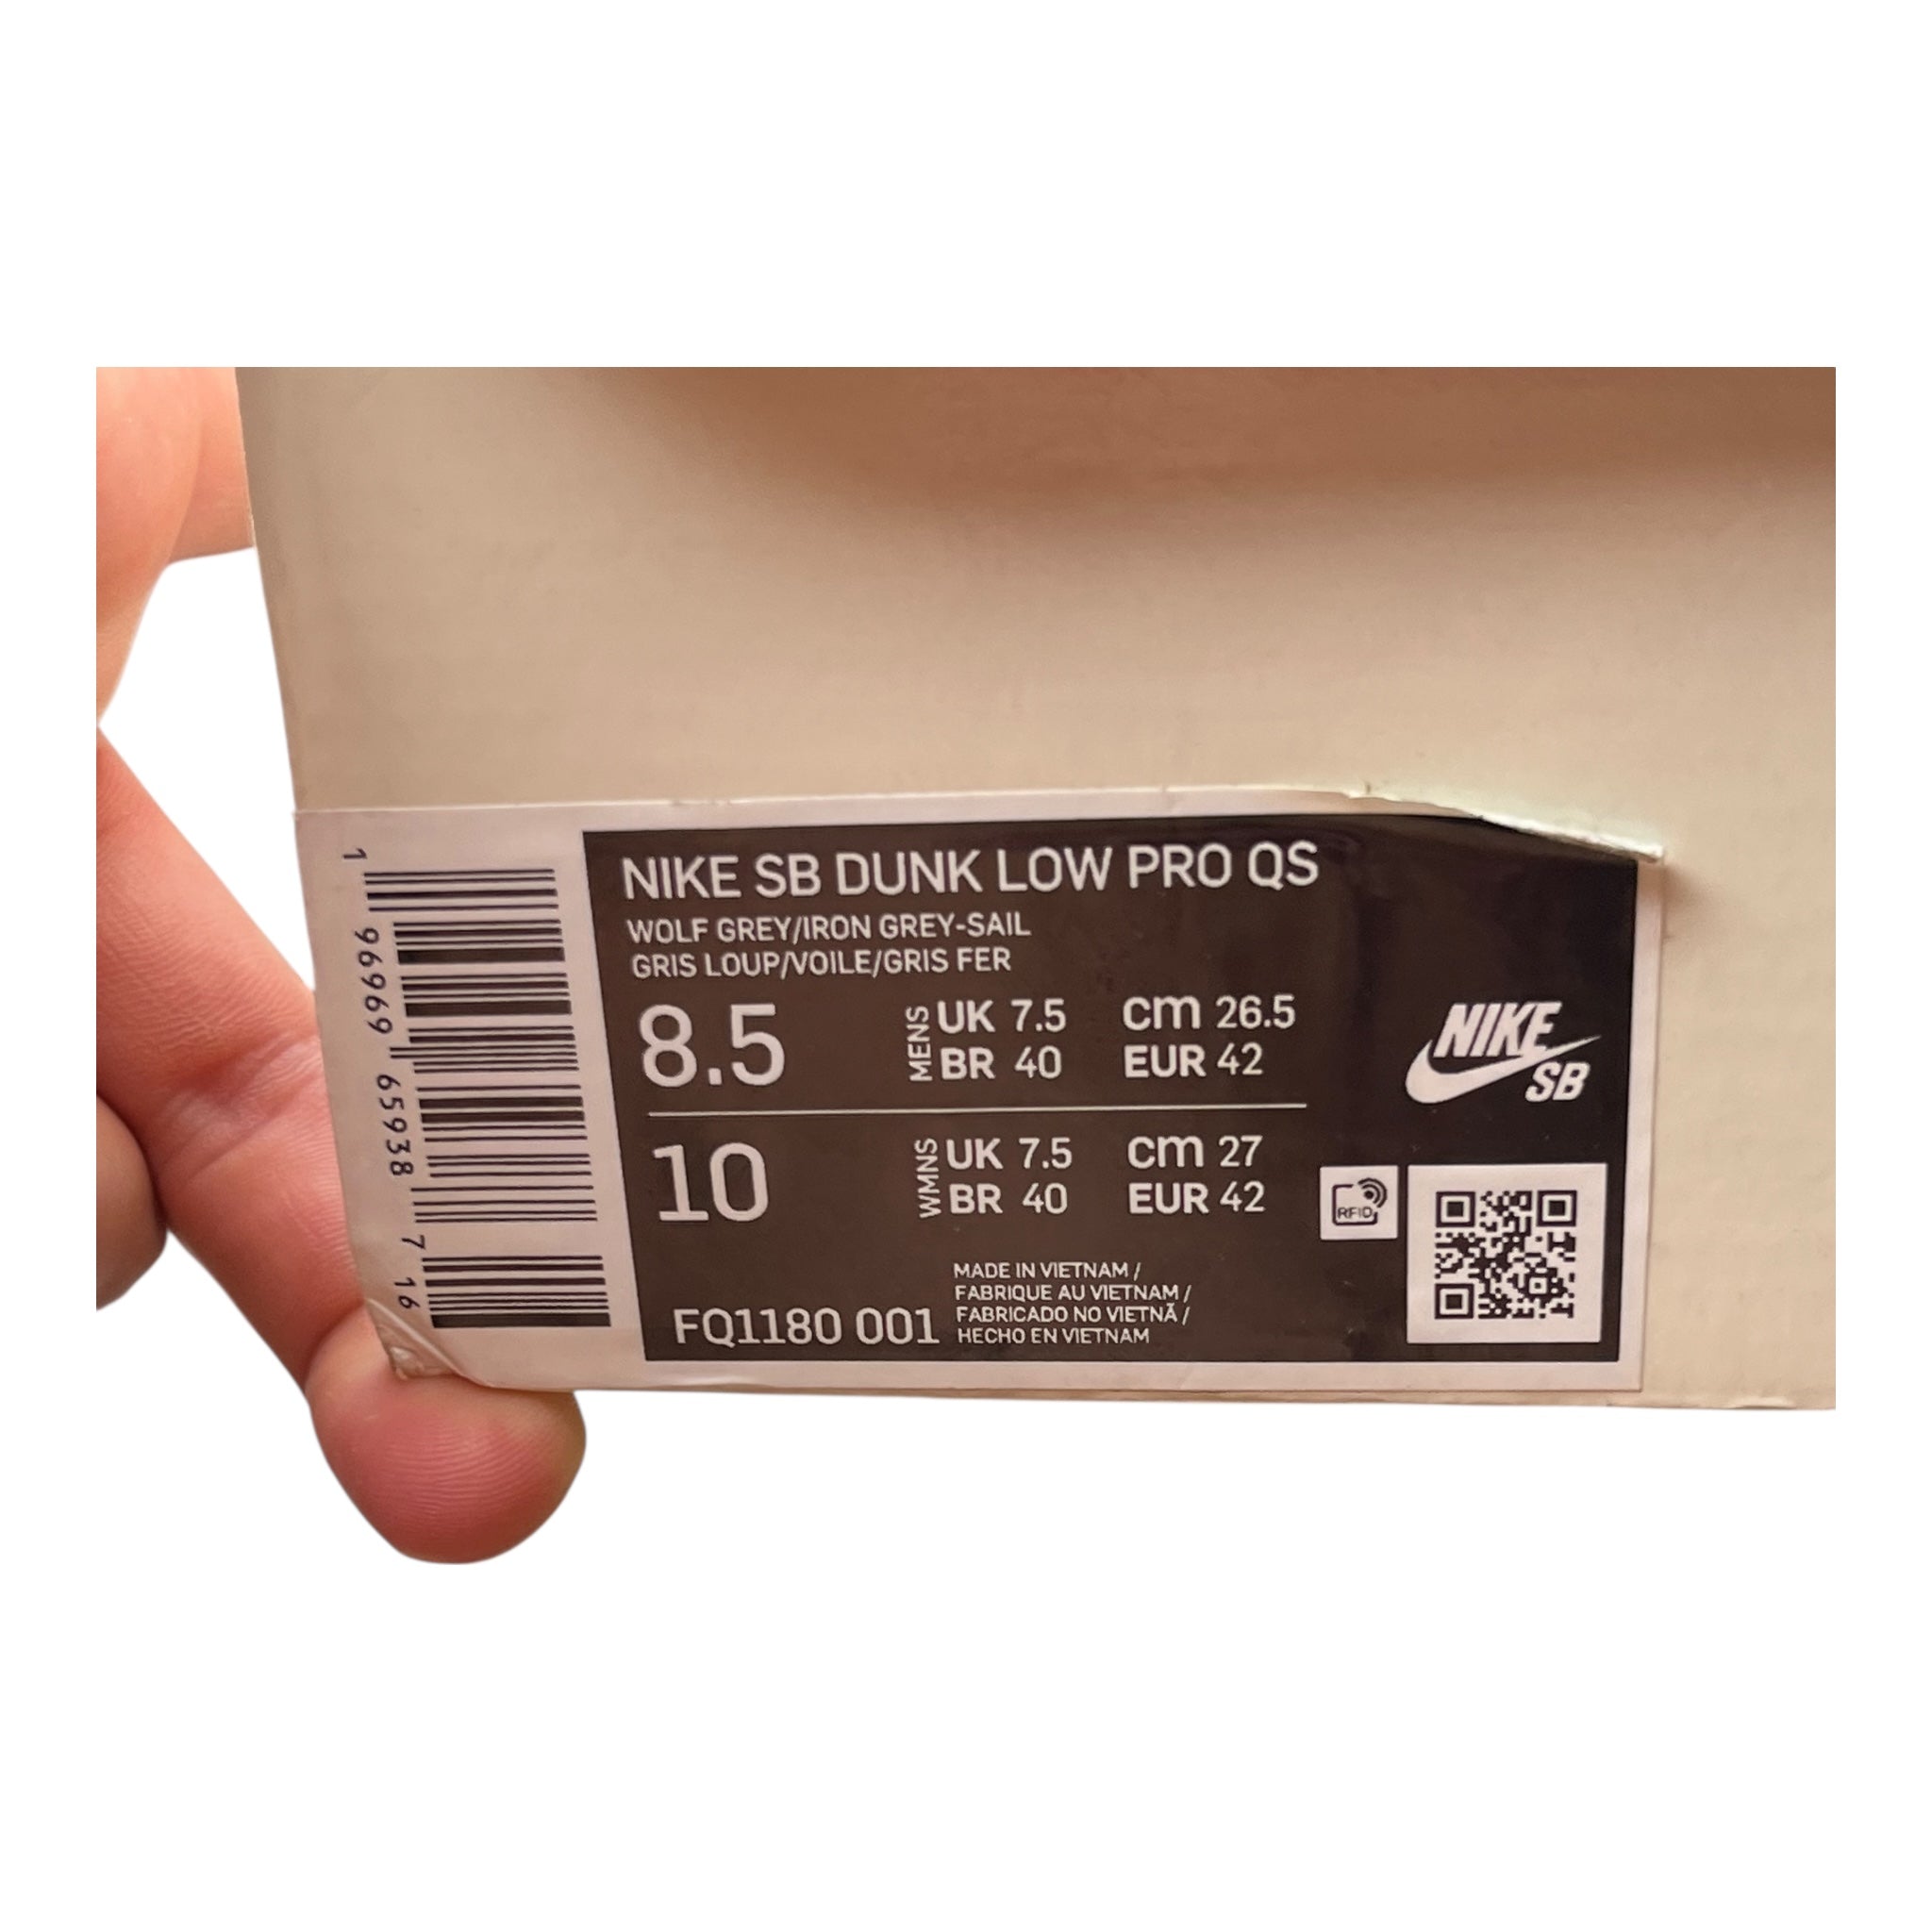 NIKE SB DUNK LOW PRO QS
WOLF GREY/IRON GREY-SAIL
GRIS LOUP/VOILE/GRIS FER
8.5
MENS
UK 7.5 cm 26.5
BR 40 EUR 42
10
WMNS
UK 7.5 cm 27
BR 40 EUR 42
FQ1180 001
MADE IN VIETNAM /
FABRIQUE AU VIETNAM /
FABRICADO NO VIETNÃ /
HECHO EN VIETNAM
NIKE
SB
RFID
1 96969 65938 7 16